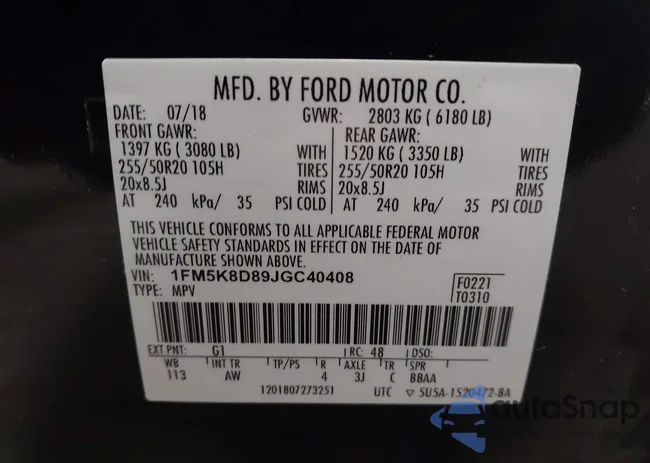 MFD. BY FORD MOTOR CO.
DATE: 07/18 GVWR: 2803 KG ( 6180 LB)
FRONT GAWR: REAR GAWR:
1397 KG ( 3080 LB) WITH 1520 KG ( 3350 LB) WITH
255/50R20 105H TIRES 255/50R20 105H TIRES
20x8.5J RIMS 20x8.5J RIMS
AT 240 kPa/ 35 PSI COLD AT 240 kPa/ 35 PSI COLD
THIS VEHICLE CONFORMS TO ALL APPLICABLE FEDERAL MOTOR
VEHICLE SAFETY STANDARDS IN EFFECT ON THE DATE OF
MANUFACTURE SHOWN ABOVE.
VIN: 1FM5K8D89JGC40408 F0221
TYPE: MPV T0310
EXT PNT: G1 RC: 48 DSO:
WB INT TR TP/PS R AXLE TR SPR
113 AW 4 3J C BBAA
1201807273251 UTC ▽ SUSA-1520472-BA
autoSnap